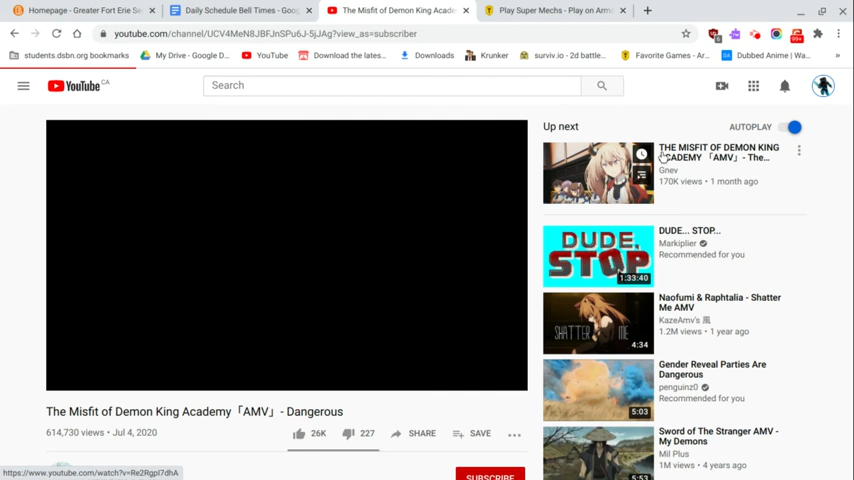 Homepage - Greater Fort Erie Se
Daily Schedule Bell Times - Goog
The Misfit of Demon King Acade
Play Super Mechs - Play on Armo
youtube.com/channel/UCV4MeN8JBFJnSPu6J-5jJAg?view_as=subscriber
students.dsbn.org bookmarks
My Drive - Google D...
YouTube
Download the lates...
Downloads
Krunker
surviv.io - 2d battle...
Favorite Games - Ar...
Dubbed Anime | Wa...
99+
YouTube CA
Search
Up next
AUTOPLAY
THE MISFIT OF DEMON KING
ACADEMY「AMV」- The...
Gnev
170K views • 1 month ago
DUDE,
STOP
1:33:40
DUDE... STOP...
Markiplier
Recommended for you
SHATTER ME
4:34
Naofumi & Raphtalia - Shatter
Me AMV
KazeAmv's 風
1.2M views • 1 year ago
5:03
Gender Reveal Parties Are
Dangerous
penguinz0
Recommended for you
5:53
Sword of The Stranger AMV -
My Demons
Mil Plus
1M views • 4 years ago
The Misfit of Demon King Academy「AMV」- Dangerous
614,730 views • Jul 4, 2020
26K
227
SHARE
SAVE
SUBSCRIBE
https://www.youtube.com/watch?v=Re2RgpI7dhA